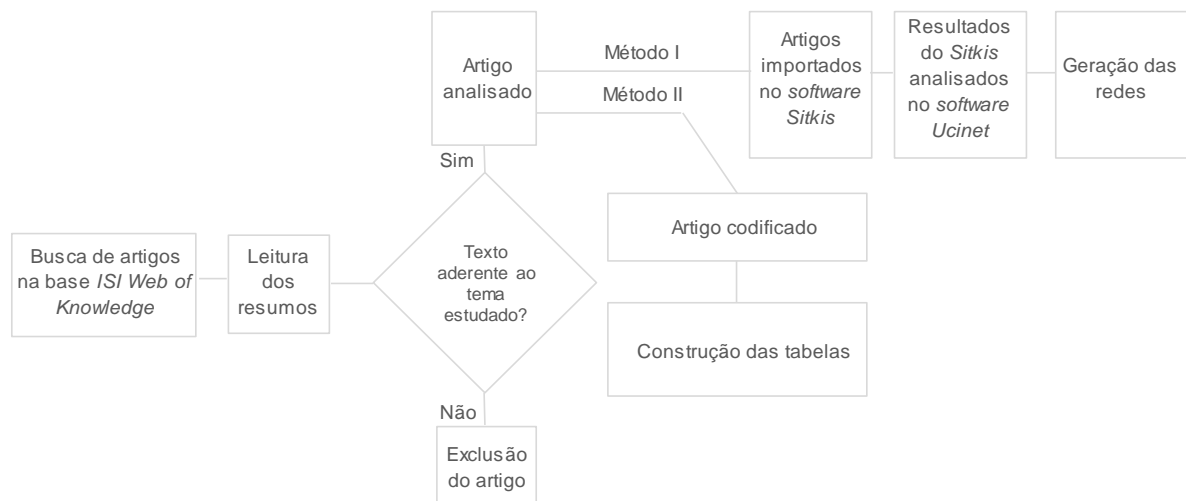 Busca de artigos
na base ISI Web of
Knowledge
Leitura
dos
resumos
Texto
aderente ao
tema
estudado?
Sim
Não
Exclusão
do artigo
Artigo
analisado
Método I
Método II
Artigos
importados
no software
Sitkis
Resultados
do Sitkis
analisados
no software
Ucinet
Geração das
redes
Artigo codificado
Construção das tabelas